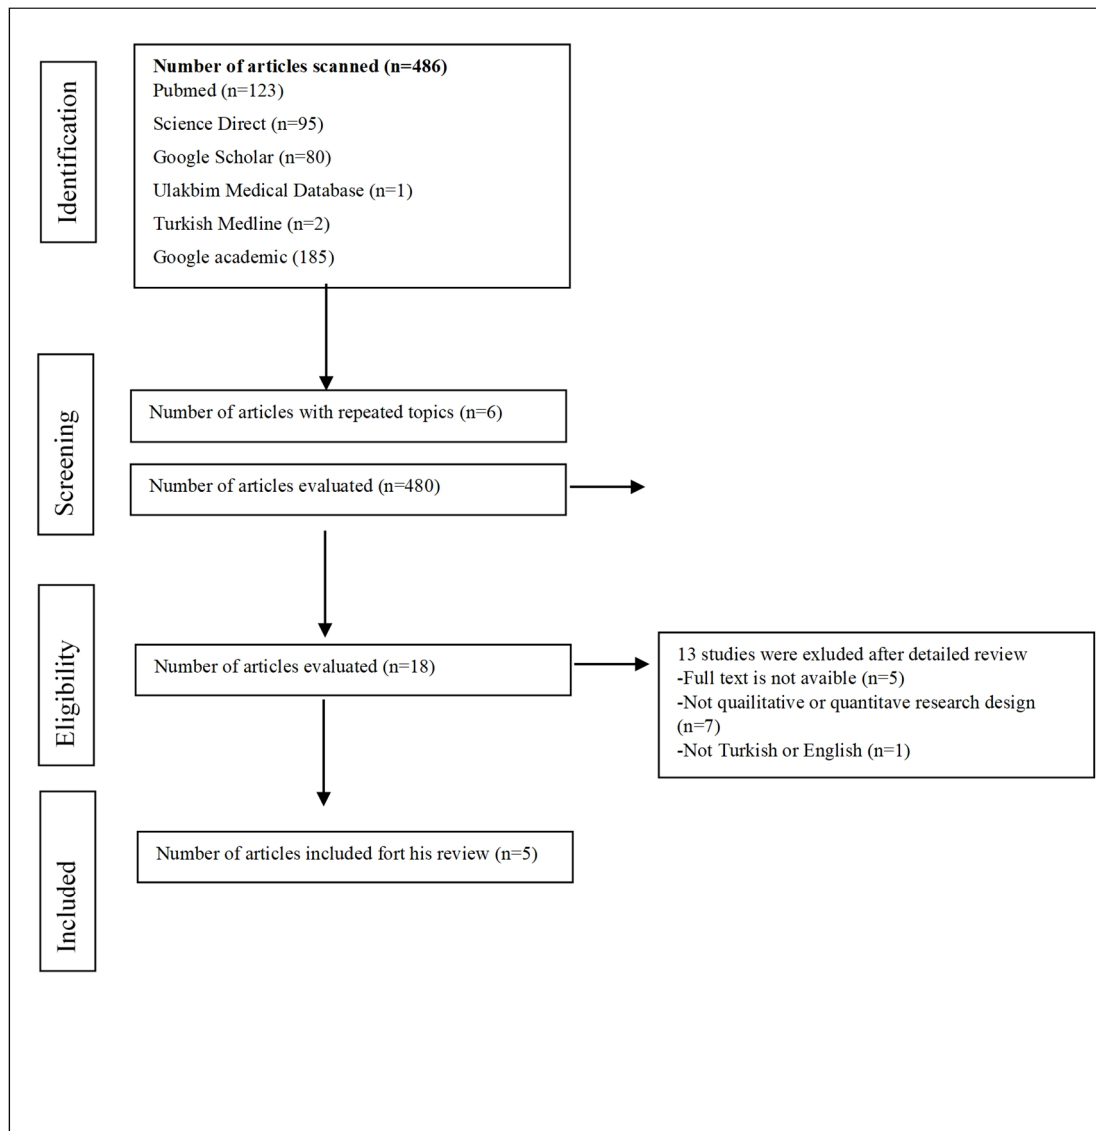 Identification
Number of articles scanned (n=486)
Pubmed (n=123)
Science Direct (n=95)
Google Scholar (n=80)
Ulakbim Medical Database (n=1)
Turkish Medline (n=2)
Google academic (185)
Screening
Number of articles with repeated topics (n=6)
Number of articles evaluated (n=480)
Eligibility
Number of articles evaluated (n=18)
13 studies were exluded after detailed review
-Full text is not avaible (n=5)
-Not quailitative or quantitave research design
(n=7)
-Not Turkish or English (n=1)
Included
Number of articles included fort his review (n=5)